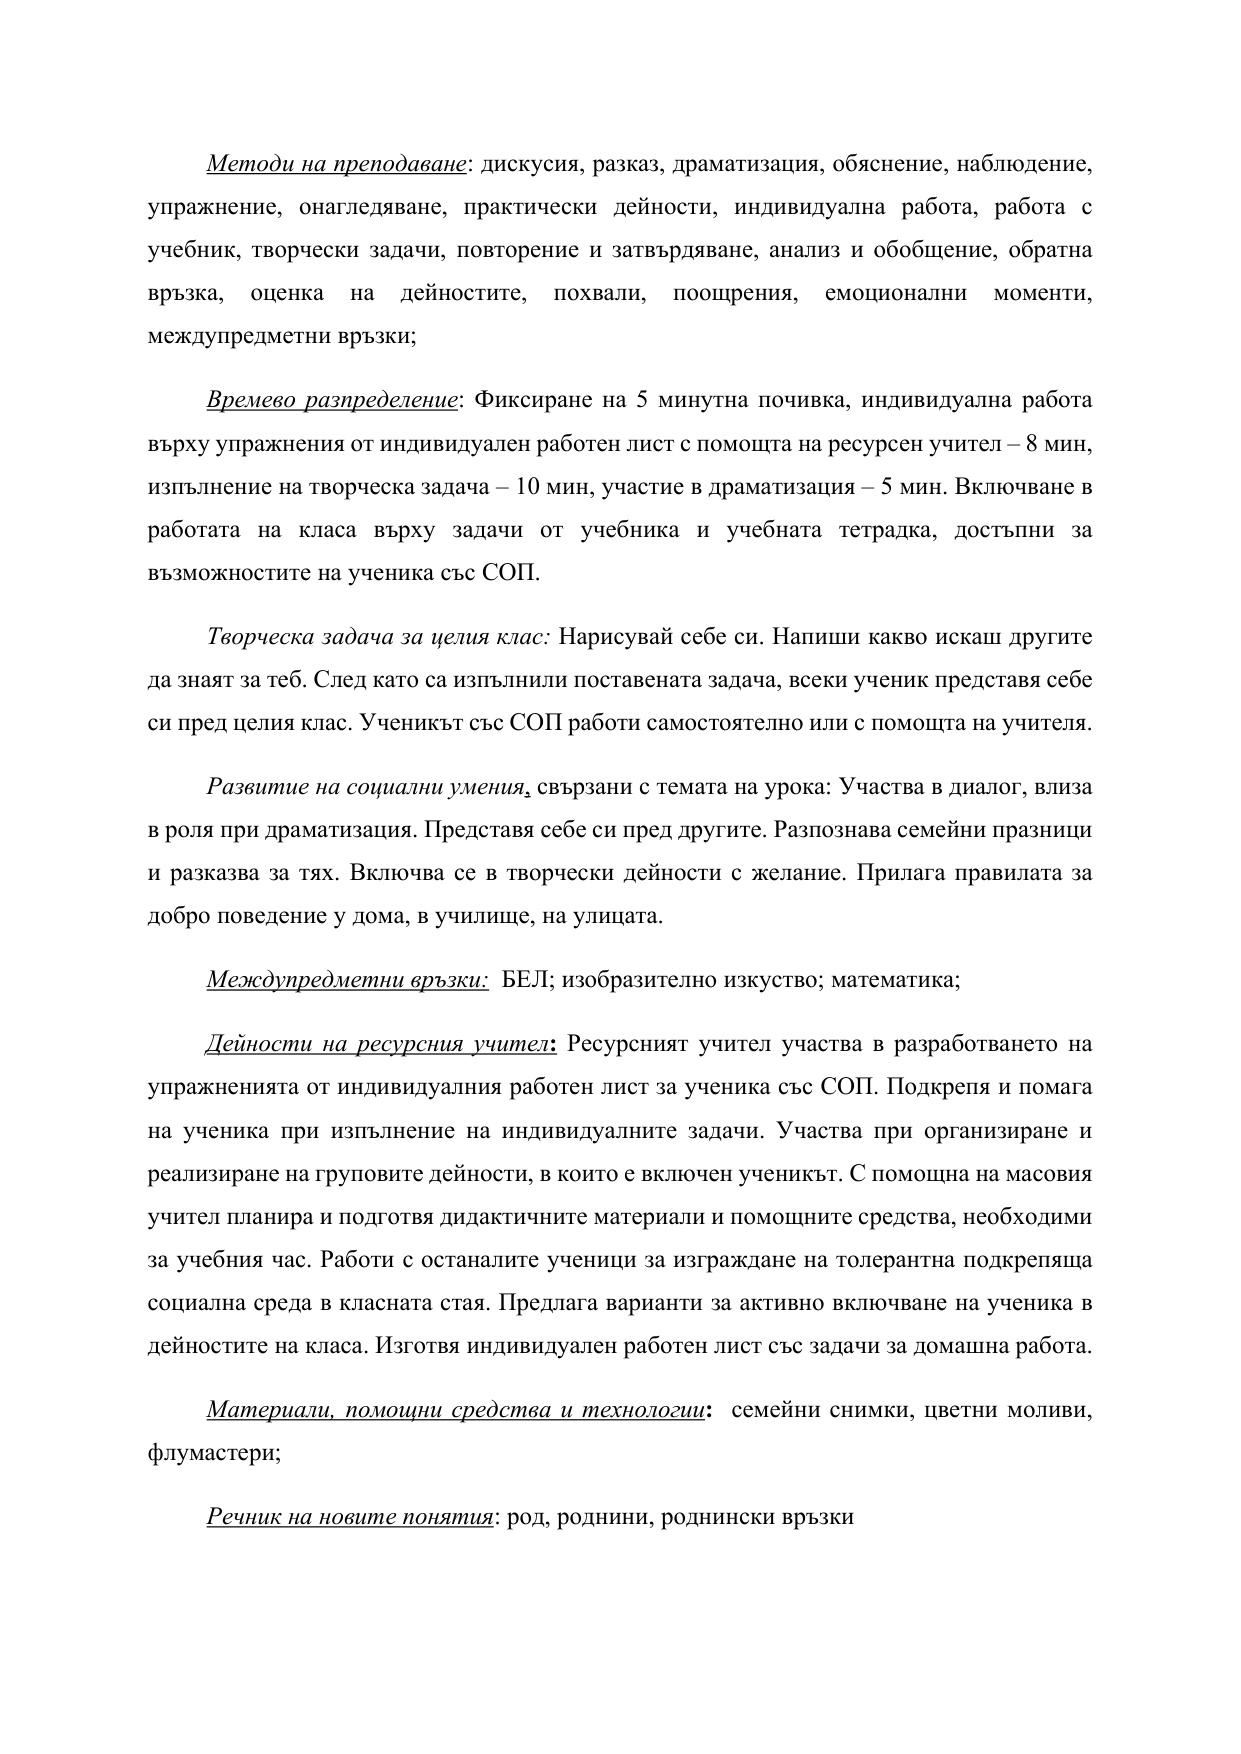 Методи на преподаване: дискусия, разказ, драматизация, обяснение, наблюдение,
упражнение, онагледяване, практически дейности, индивидуална работа, работа с
учебник, творчески задачи, повторение и затвърдяване, анализ и обобщение, обратна
връзка, оценка на дейностите, похвали, поощрения, емоционални моменти,
междупредметни връзки;
Времево разпределение: Фиксиране на 5 минутна почивка, индивидуална работа
върху упражнения от индивидуален работен лист с помощта на ресурсен учител – 8 мин,
изпълнение на творческа задача – 10 мин, участие в драматизация – 5 мин. Включване в
работата на класа върху задачи от учебника и учебната тетрадка, достъпни за
възможностите на ученика със СОП.
Творческа задача за целия клас: Нарисувай себе си. Напиши какво искаш другите
да знаят за теб. След като са изпълнили поставената задача, всеки ученик представя себе
си пред целия клас. Ученикът със СОП работи самостоятелно или с помощта на учителя.
Развитие на социални умения, свързани с темата на урока: Участва в диалог, влиза
в роля при драматизация. Представя себе си пред другите. Разпознава семейни празници
и разказва за тях. Включва се в творчески дейности с желание. Прилага правилата за
добро поведение у дома, в училище, на улицата.
Междупредметни връзки: БЕЛ; изобразително изкуство; математика;
Дейности на ресурсния учител: Ресурсният учител участва в разработването на
упражненията от индивидуалния работен лист за ученика със СОП. Подкрепя и помага
на ученика при изпълнение на индивидуалните задачи. Участва при организиране и
реализиране на груповите дейности, в които е включен ученикът. С помощна на масовия
учител планира и подготвя дидактичните материали и помощните средства, необходими
за учебния час. Работи с останалите ученици за изграждане на толерантна подкрепяща
социална среда в класната стая. Предлага варианти за активно включване на ученика в
дейностите на класа. Изготвя индивидуален работен лист със задачи за домашна работа.
Материали, помощни средства и технологии: семейни снимки, цветни моливи,
флумастери;
Речник на новите понятия: род, роднини, роднински връзки